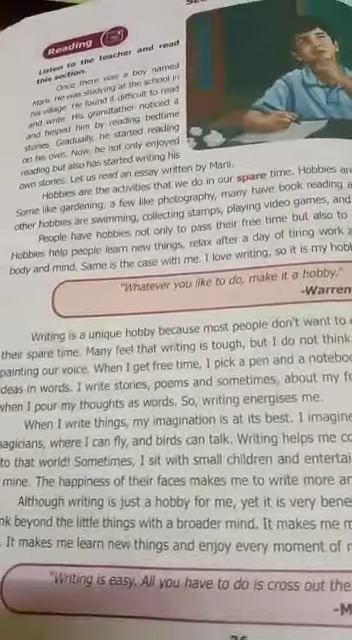 Reading
Listen to the teacher and read
this section.
Once there was a boy named
Mani. He was studying at the school in
his village. He found it difficult to read
and write. His grandfather noticed it
and helped him by reading bedtime
stories. Gradually, he started reading
on his own. Now, he not only enjoyed
reading but also has started writing his
own stories. Let us read an essay written by Mani.
Hobbies are the activities that we do in our spare time. Hobbies are
Some like gardening, a few like photography, many have book reading a
other hobbies are swimming, collecting stamps, playing video games, and
People have hobbies not only to pass their free time but also to
Hobbies help people learn new things, relax after a day of tiring work a
body and mind. Same is the case with me. I love writing, so it is my hobb
"Whatever you like to do, make it a hobby."
-Warren
Writing is a unique hobby because most people don't want to
their spare time. Many feel that writing is tough, but I do not think
painting our voice. When I get free time, I pick a pen and a notebo
deas in words. I write stories, poems and sometimes, about my fe
when I pour my thoughts as words. So, writing energises me.
When I write things, my imagination is at its best. I imagine
nagicians, where I can fly, and birds can talk. Writing helps me co
to that world! Sometimes, I sit with small children and entertai
mine. The happiness of their faces makes me to write more an
Although writing is just a hobby for me, yet it is very bene
nk beyond the little things with a broader mind. It makes me m
. It makes me learn new things and enjoy every moment of r
"Writing is easy. All you have to do is cross out the
-M